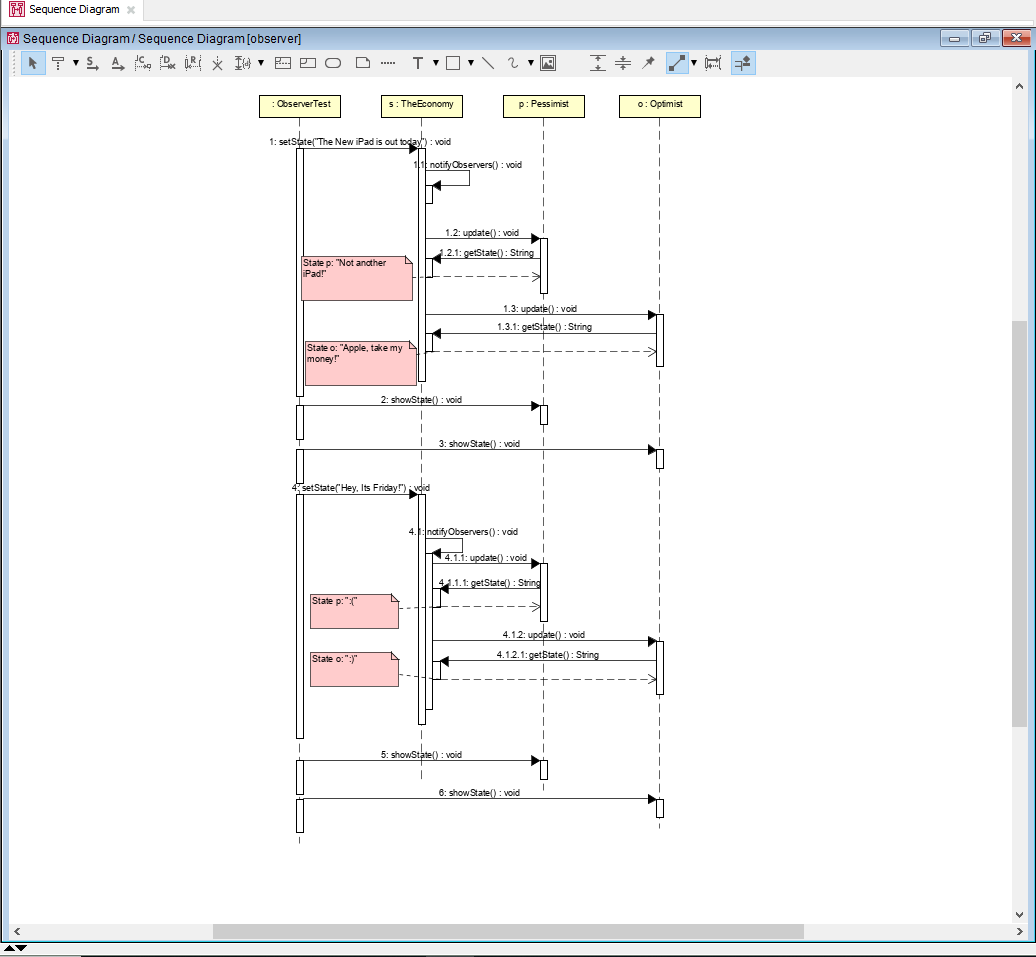 Sequence Diagram
Sequence Diagram / Sequence Diagram [observer]
: ObserverTest
s : TheEconomy
p : Pessimist
o : Optimist
1: setState("The New iPad is out today") : void
1.1: notifyObservers() : void
1.2: update() : void
1.2.1: getState() : String
State p: "Not another
iPad!"
1.3: update() : void
1.3.1: getState() : String
State o: "Apple, take my
money!"
2: showState() : void
3: showState() : void
4: setState("Hey, Its Friday!") : void
4.1: notifyObservers() : void
4.1.1: update() : void
4.1.1.1: getState() : String
State p: ":("
4.1.2: update() : void
4.1.2.1: getState() : String
State o: ":)"
5: showState() : void
6: showState() : void